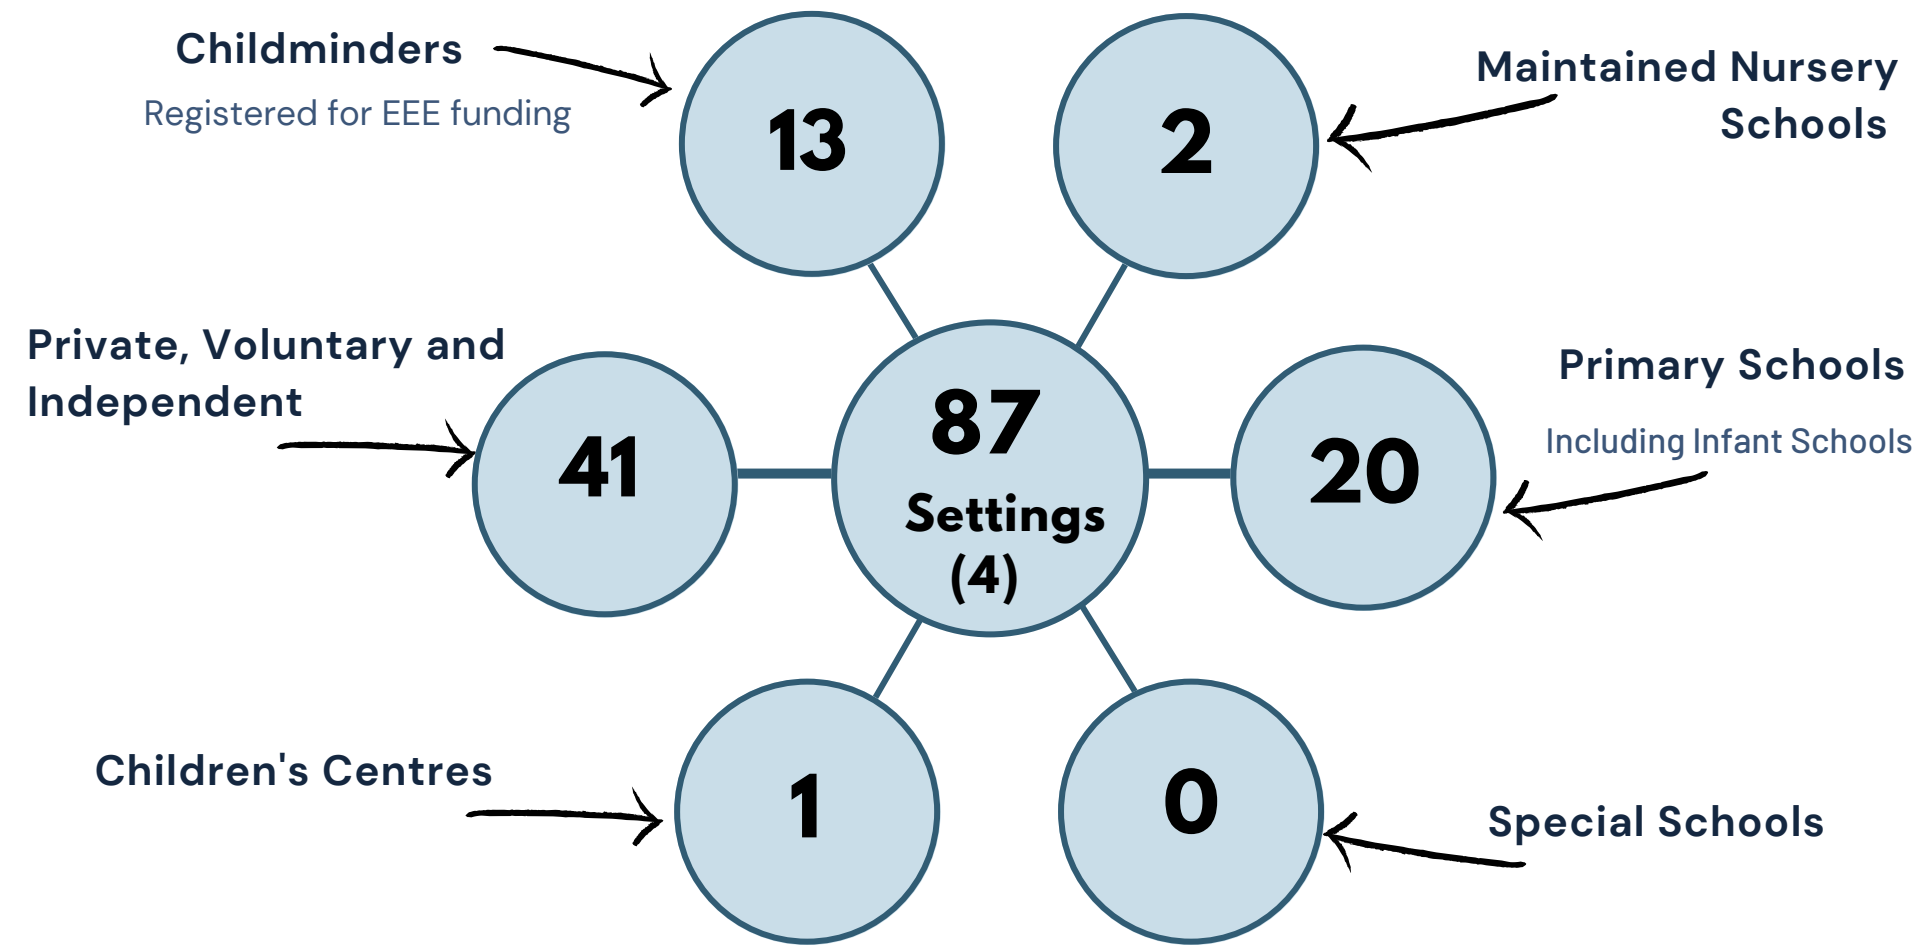 Childminders
Registered for EEE funding
13
2
Maintained Nursery
Schools
Private, Voluntary and
Independent
41
87
Settings
(4)
20
Primary Schools
Including Infant Schools
Children's Centres
1
0
Special Schools